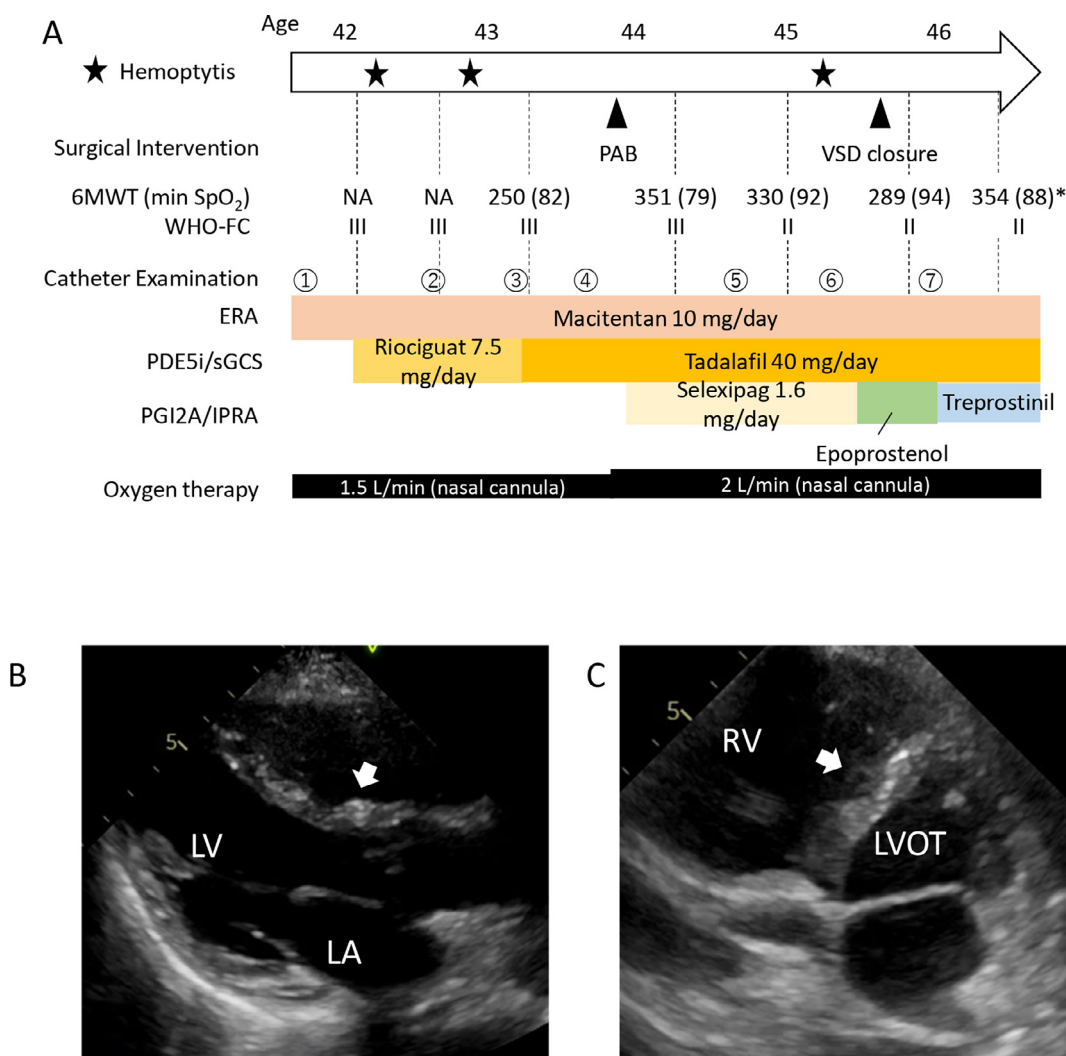 A
Age 42 43 44 45 46
★ Hemoptytis ★ ★ ★
Surgical Intervention PAB VSD closure
6MWT (min SpO₂) NA NA 250 (82) 351 (79) 330 (92) 289 (94) 354 (88)*
WHO-FC III III III III II II II
Catheter Examination ① ② ③ ④ ⑤ ⑥ ⑦
ERA Macitentan 10 mg/day
PDE5i/sGCS Riociguat 7.5
mg/day
Tadalafil 40 mg/day
PGI2A/IPRA Selexipag 1.6
mg/day
Treprostinil
Epoprostenol
Oxygen therapy 1.5 L/min (nasal cannula) 2 L/min (nasal cannula)
B
5
LV
LA
C
5
RV
LVOT